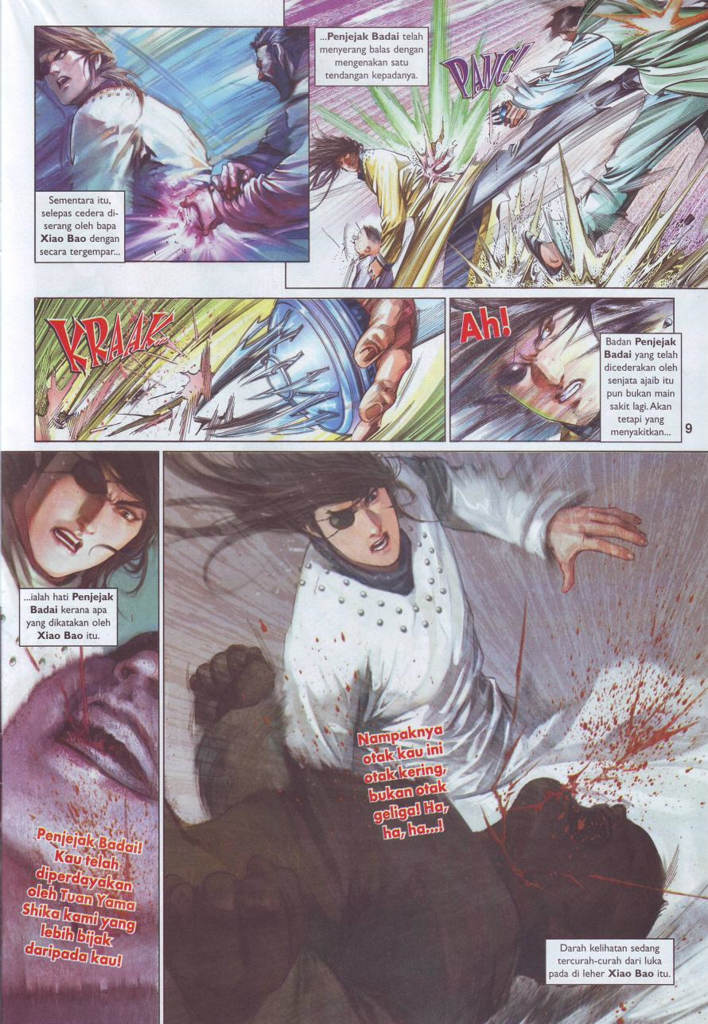 Sementara itu,
selepas cedera di-
serang oleh bapa
Xiao Bao dengan
secara tergempar...
...Penjejak Badai telah
menyerang balas dengan
mengenakan satu
tendangan kepadanya.
PANG!
KRAAK
Ah!
Badan Penjejak
Badai yang telah
dicederakan oleh
senjata ajaib itu
pun bukan main
sakit lagi. Akan
tetapi yang
menyakitkan...
9
...ialah hati Penjejak
Badai kerana apa
yang dikatakan oleh
Xiao Bao itu.
Penjejak Badai!
Kau telah
diperdayakan
oleh Tuan Yama
Shika kami yang
lebih bijak
daripada kau!
Nampaknya
otak kau ini
otak kering,
bukan otak
geliga! Ha,
ha, ha...!
Darah kelihatan sedang
tercurah-curah dari luka
pada di leher Xiao Bao itu.